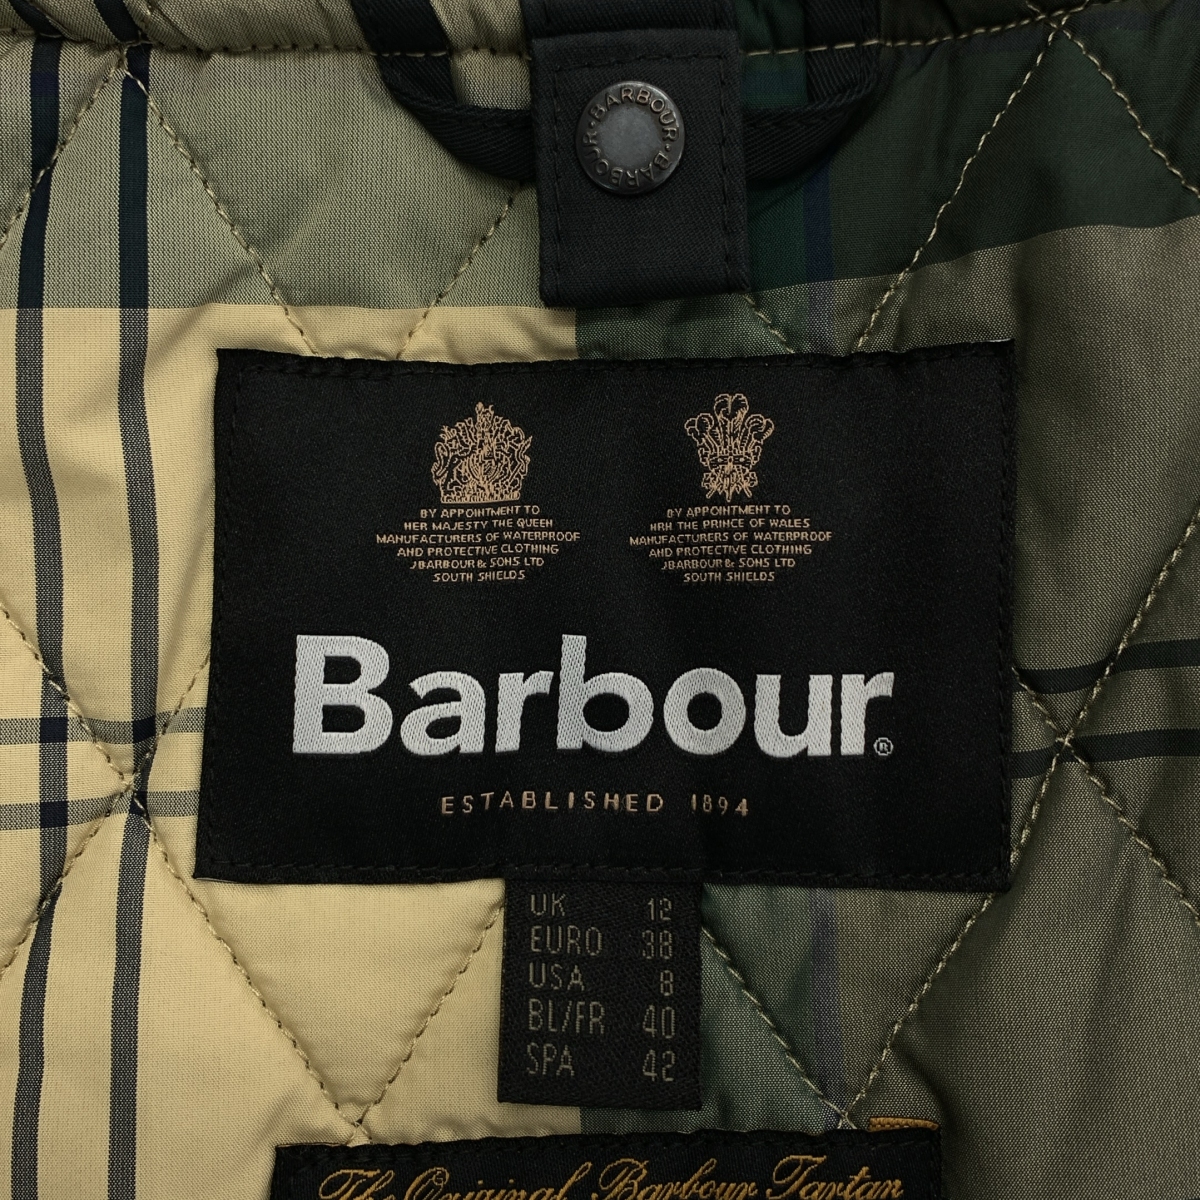 BARBOUR · BARBOUR · BARBOUR ·
BY APPOINTMENT TO
HER MAJESTY THE QUEEN
MANUFACTURERS OF WATERPROOF
AND PROTECTIVE CLOTHING
J BARBOUR & SONS LTD
SOUTH SHIELDS
BY APPOINTMENT TO
HRH THE PRINCE OF WALES
MANUFACTURERS OF WATERPROOF
AND PROTECTIVE CLOTHING
J BARBOUR & SONS LTD
SOUTH SHIELDS
Barbour®
ESTABLISHED 1894
UK 12
EURO 38
USA 8
BL/FR 40
SPA 42
The Original Barbour Tartan